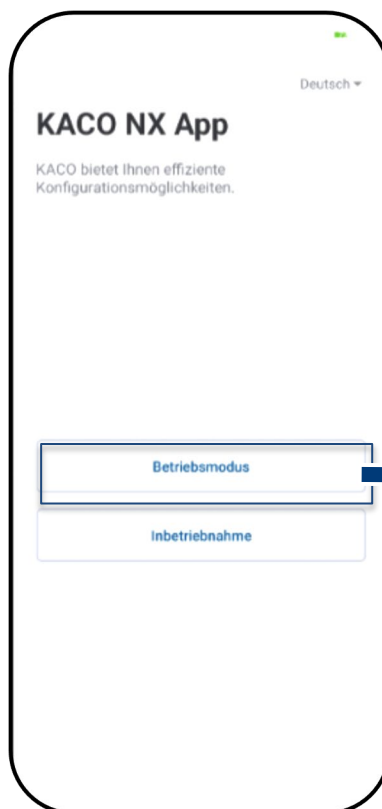 Deutsch
KACO NX App
KACO bietet Ihnen effiziente
Konfigurationsmöglichkeiten.
Betriebsmodus
Inbetriebnahme